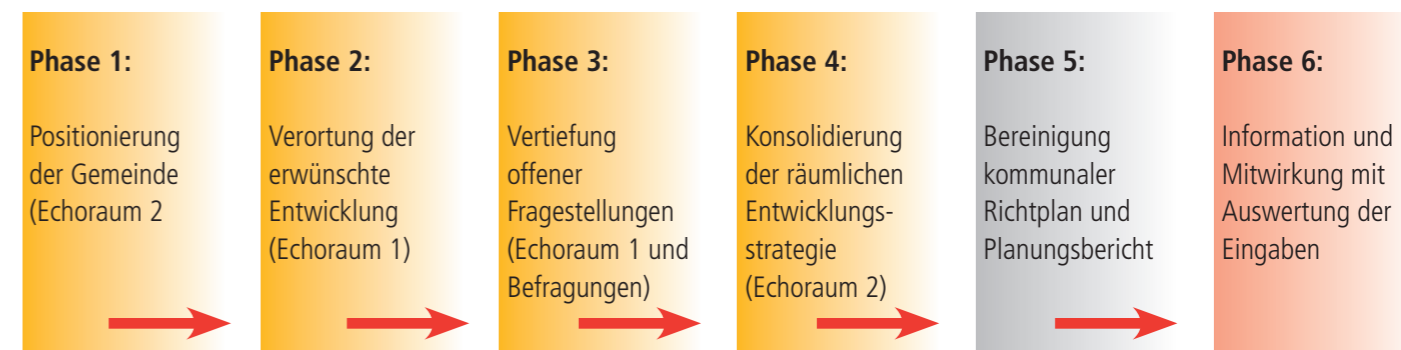 Phase 1:
Positionierung
der Gemeinde
(Echoraum 2
Phase 2:
Verortung der
erwünschte
Entwicklung
(Echoraum 1)
Phase 3:
Vertiefung
offener
Fragestellungen
(Echoraum 1 und
Befragungen)
Phase 4:
Konsolidierung
der räumlichen
Entwicklungs-
strategie
(Echoraum 2)
Phase 5:
Bereinigung
kommunaler
Richtplan und
Planungsbericht
Phase 6:
Information und
Mitwirkung mit
Auswertung der
Eingaben